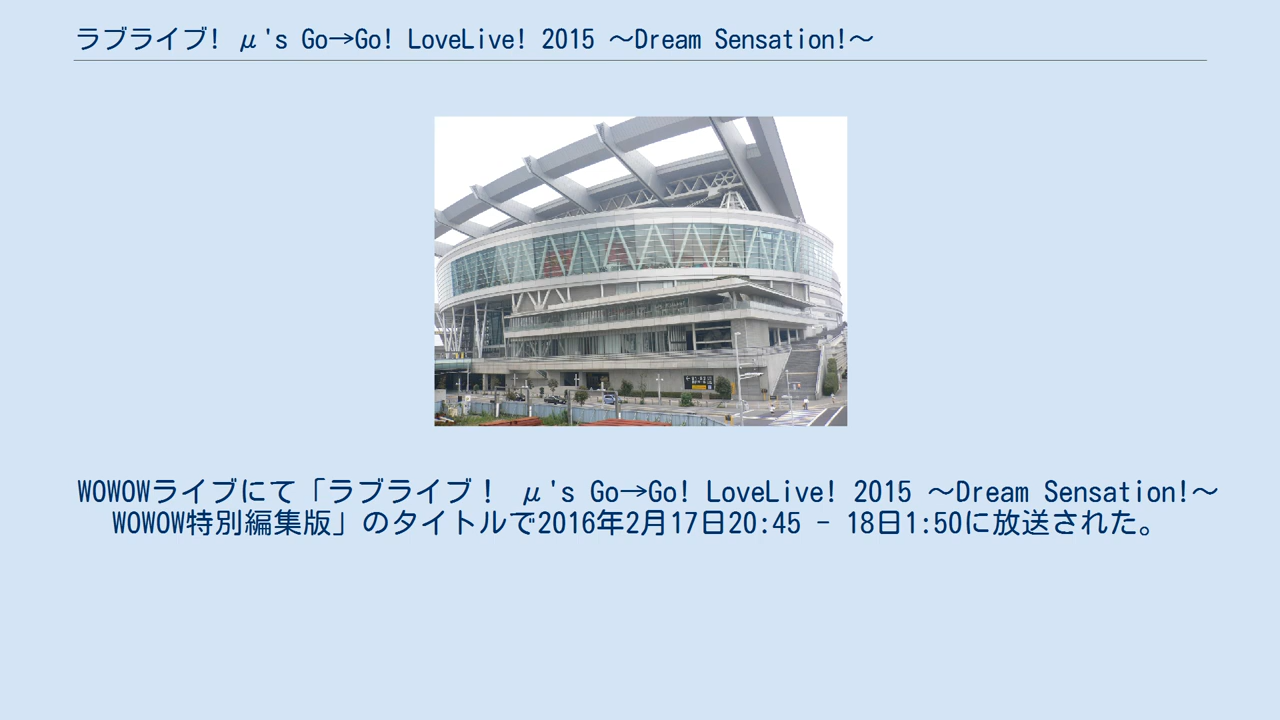 ラブライブ! μ's Go→Go! LoveLive! 2015 〜Dream Sensation!〜
WOWOWライブにて「ラブライブ！ μ's Go→Go! LoveLive! 2015 〜Dream Sensation!〜
WOWOW特別編集版」のタイトルで2016年2月17日20:45 - 18日1:50に放送された。